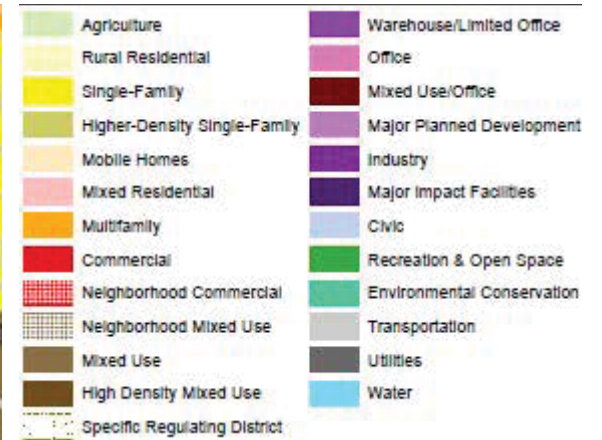 Agriculture
Rural Residential
Single-Family
Higher-Density Single-Family
Mobile Homes
Mixed Residential
Multifamily
Commercial
Neighborhood Commercial
Neighborhood Mixed Use
Mixed Use
High Density Mixed Use
Specific Regulating District
Warehouse/Limited Office
Office
Mixed Use/Office
Major Planned Development
Industry
Major Impact Facilities
Civic
Recreation & Open Space
Environmental Conservation
Transportation
Utilities
Water